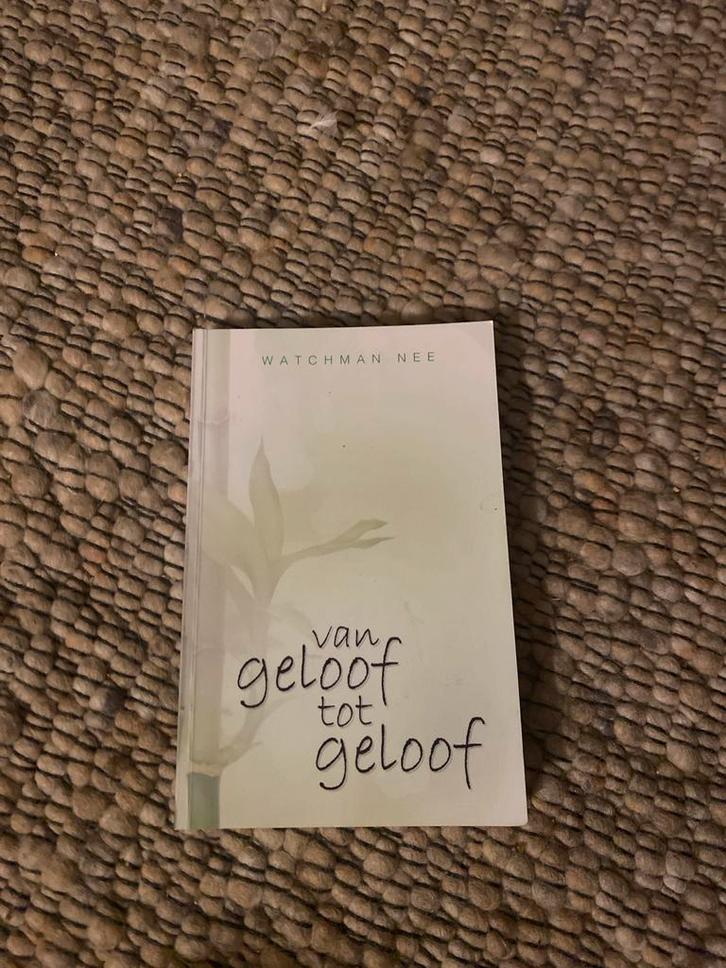 WATCHMAN NEE
van
geloof
tot
geloof